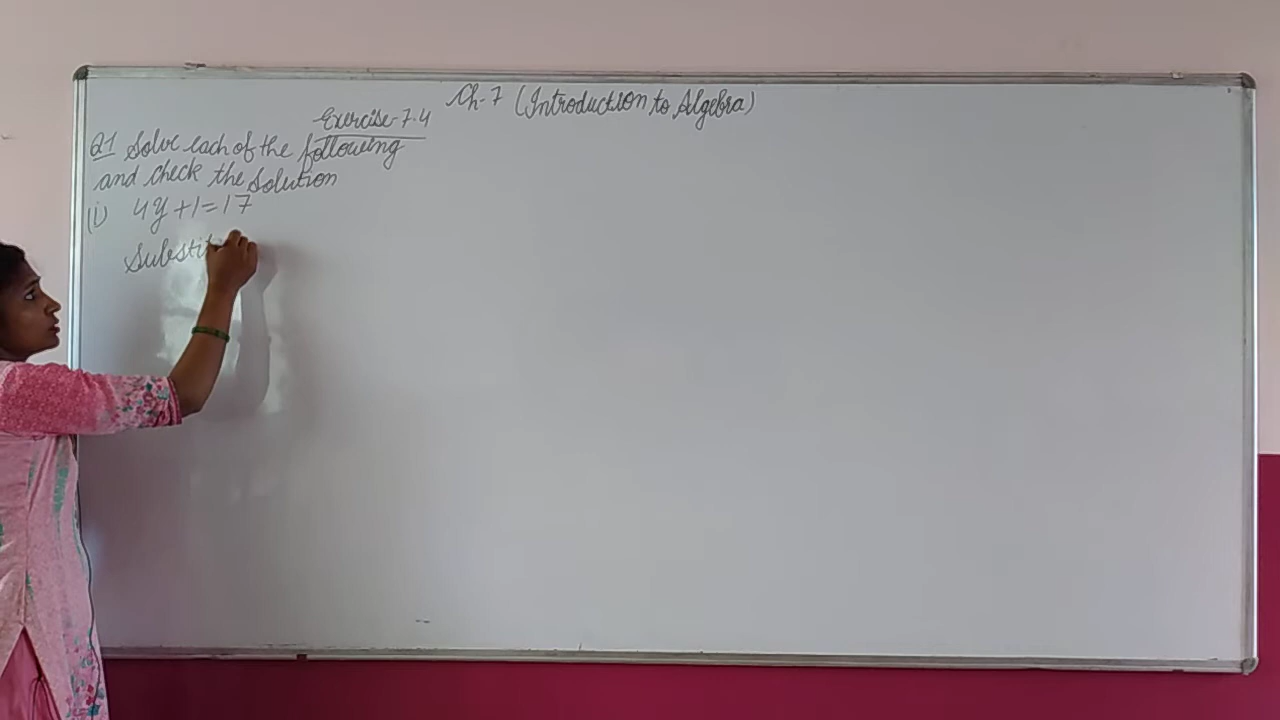 Ch-7 (Introduction to Algebra)
Exercise-7.4
Q1 Solve each of the following
and check the Solution
(i) 4y+1=17
Substit